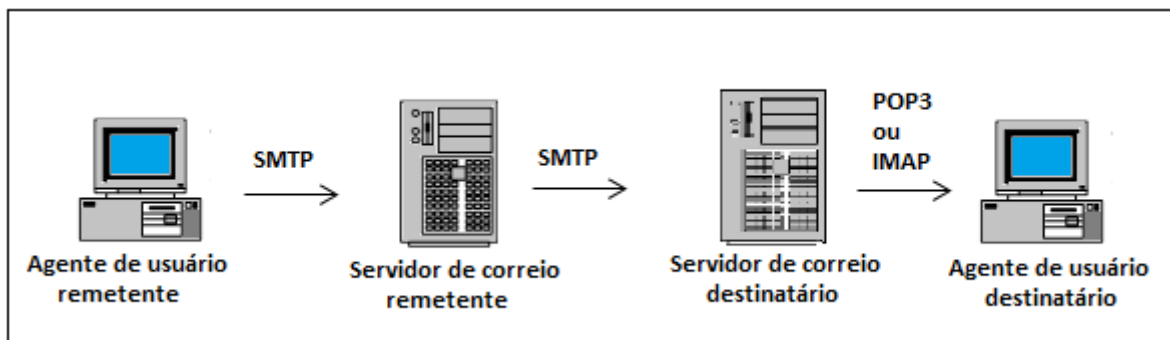 SMTP
SMTP
POP3
ou
IMAP
Agente de usuário
remetente
Servidor de correio
remetente
Servidor de correio
destinatário
Agente de usuário
destinatário